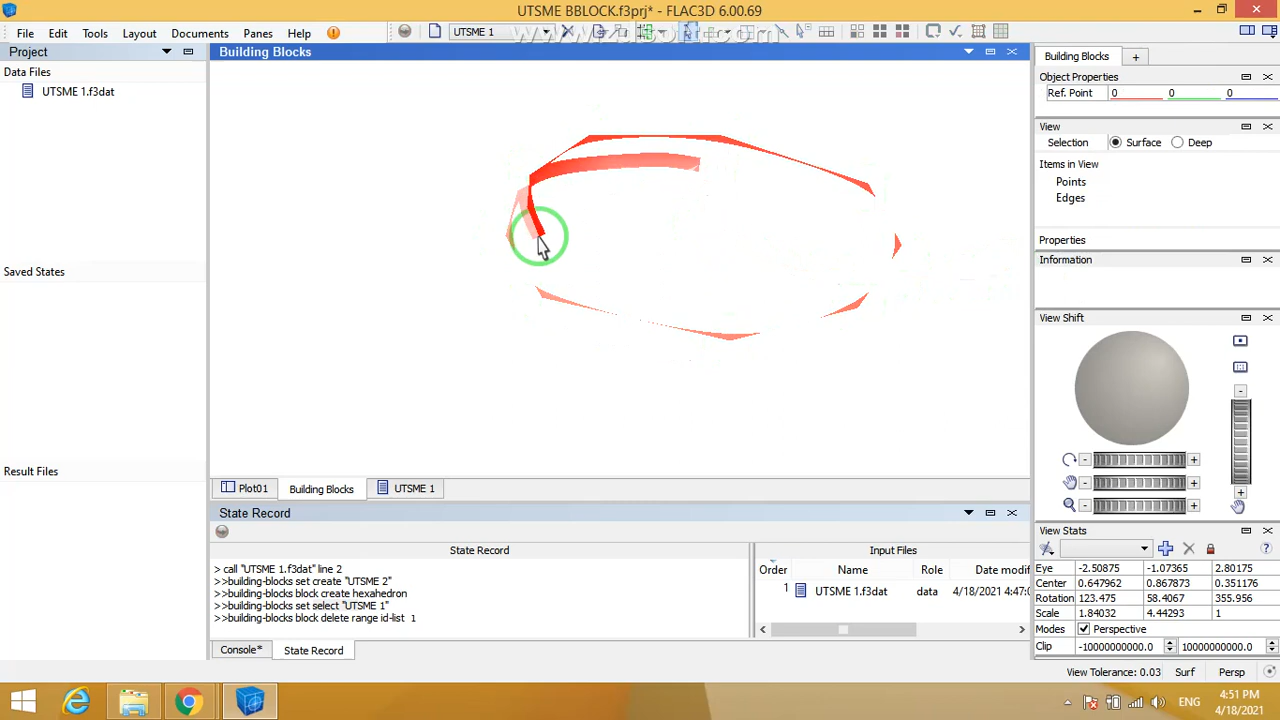 UTSME BBLOCK.f3prj* - FLAC3D 6.00.69
File Edit Tools Layout Documents Panes Help
UTSME 1
Project
Data Files
UTSME 1.f3dat
Saved States
Result Files
Building Blocks
Plot01 Building Blocks UTSME 1
State Record
State Record Input Files
> call "UTSME 1.f3dat" line 2
>>building-blocks set create "UTSME 2"
>>building-blocks block create hexahedron
>>building-blocks set select "UTSME 1"
>>building-blocks block delete range id-list 1
Order Name Role Date modif
1 UTSME 1.f3dat data 4/18/2021 4:47:0
Console* State Record
Building Blocks +
Object Properties
Ref. Point 0 0 0
View
Selection Surface Deep
Items in View
Points
Edges
Properties
Information
View Shift
View Stats
Eye -2.50875 -1.07365 2.80175
Center 0.647962 0.867873 0.351176
Rotation 123.475 58.4067 355.956
Scale 1.84032 4.44293 1
Modes Perspective
Clip -10000000000.0 10000000000.0
View Tolerance: 0.03 Surf Persp
ENG
4:51 PM
4/18/2021